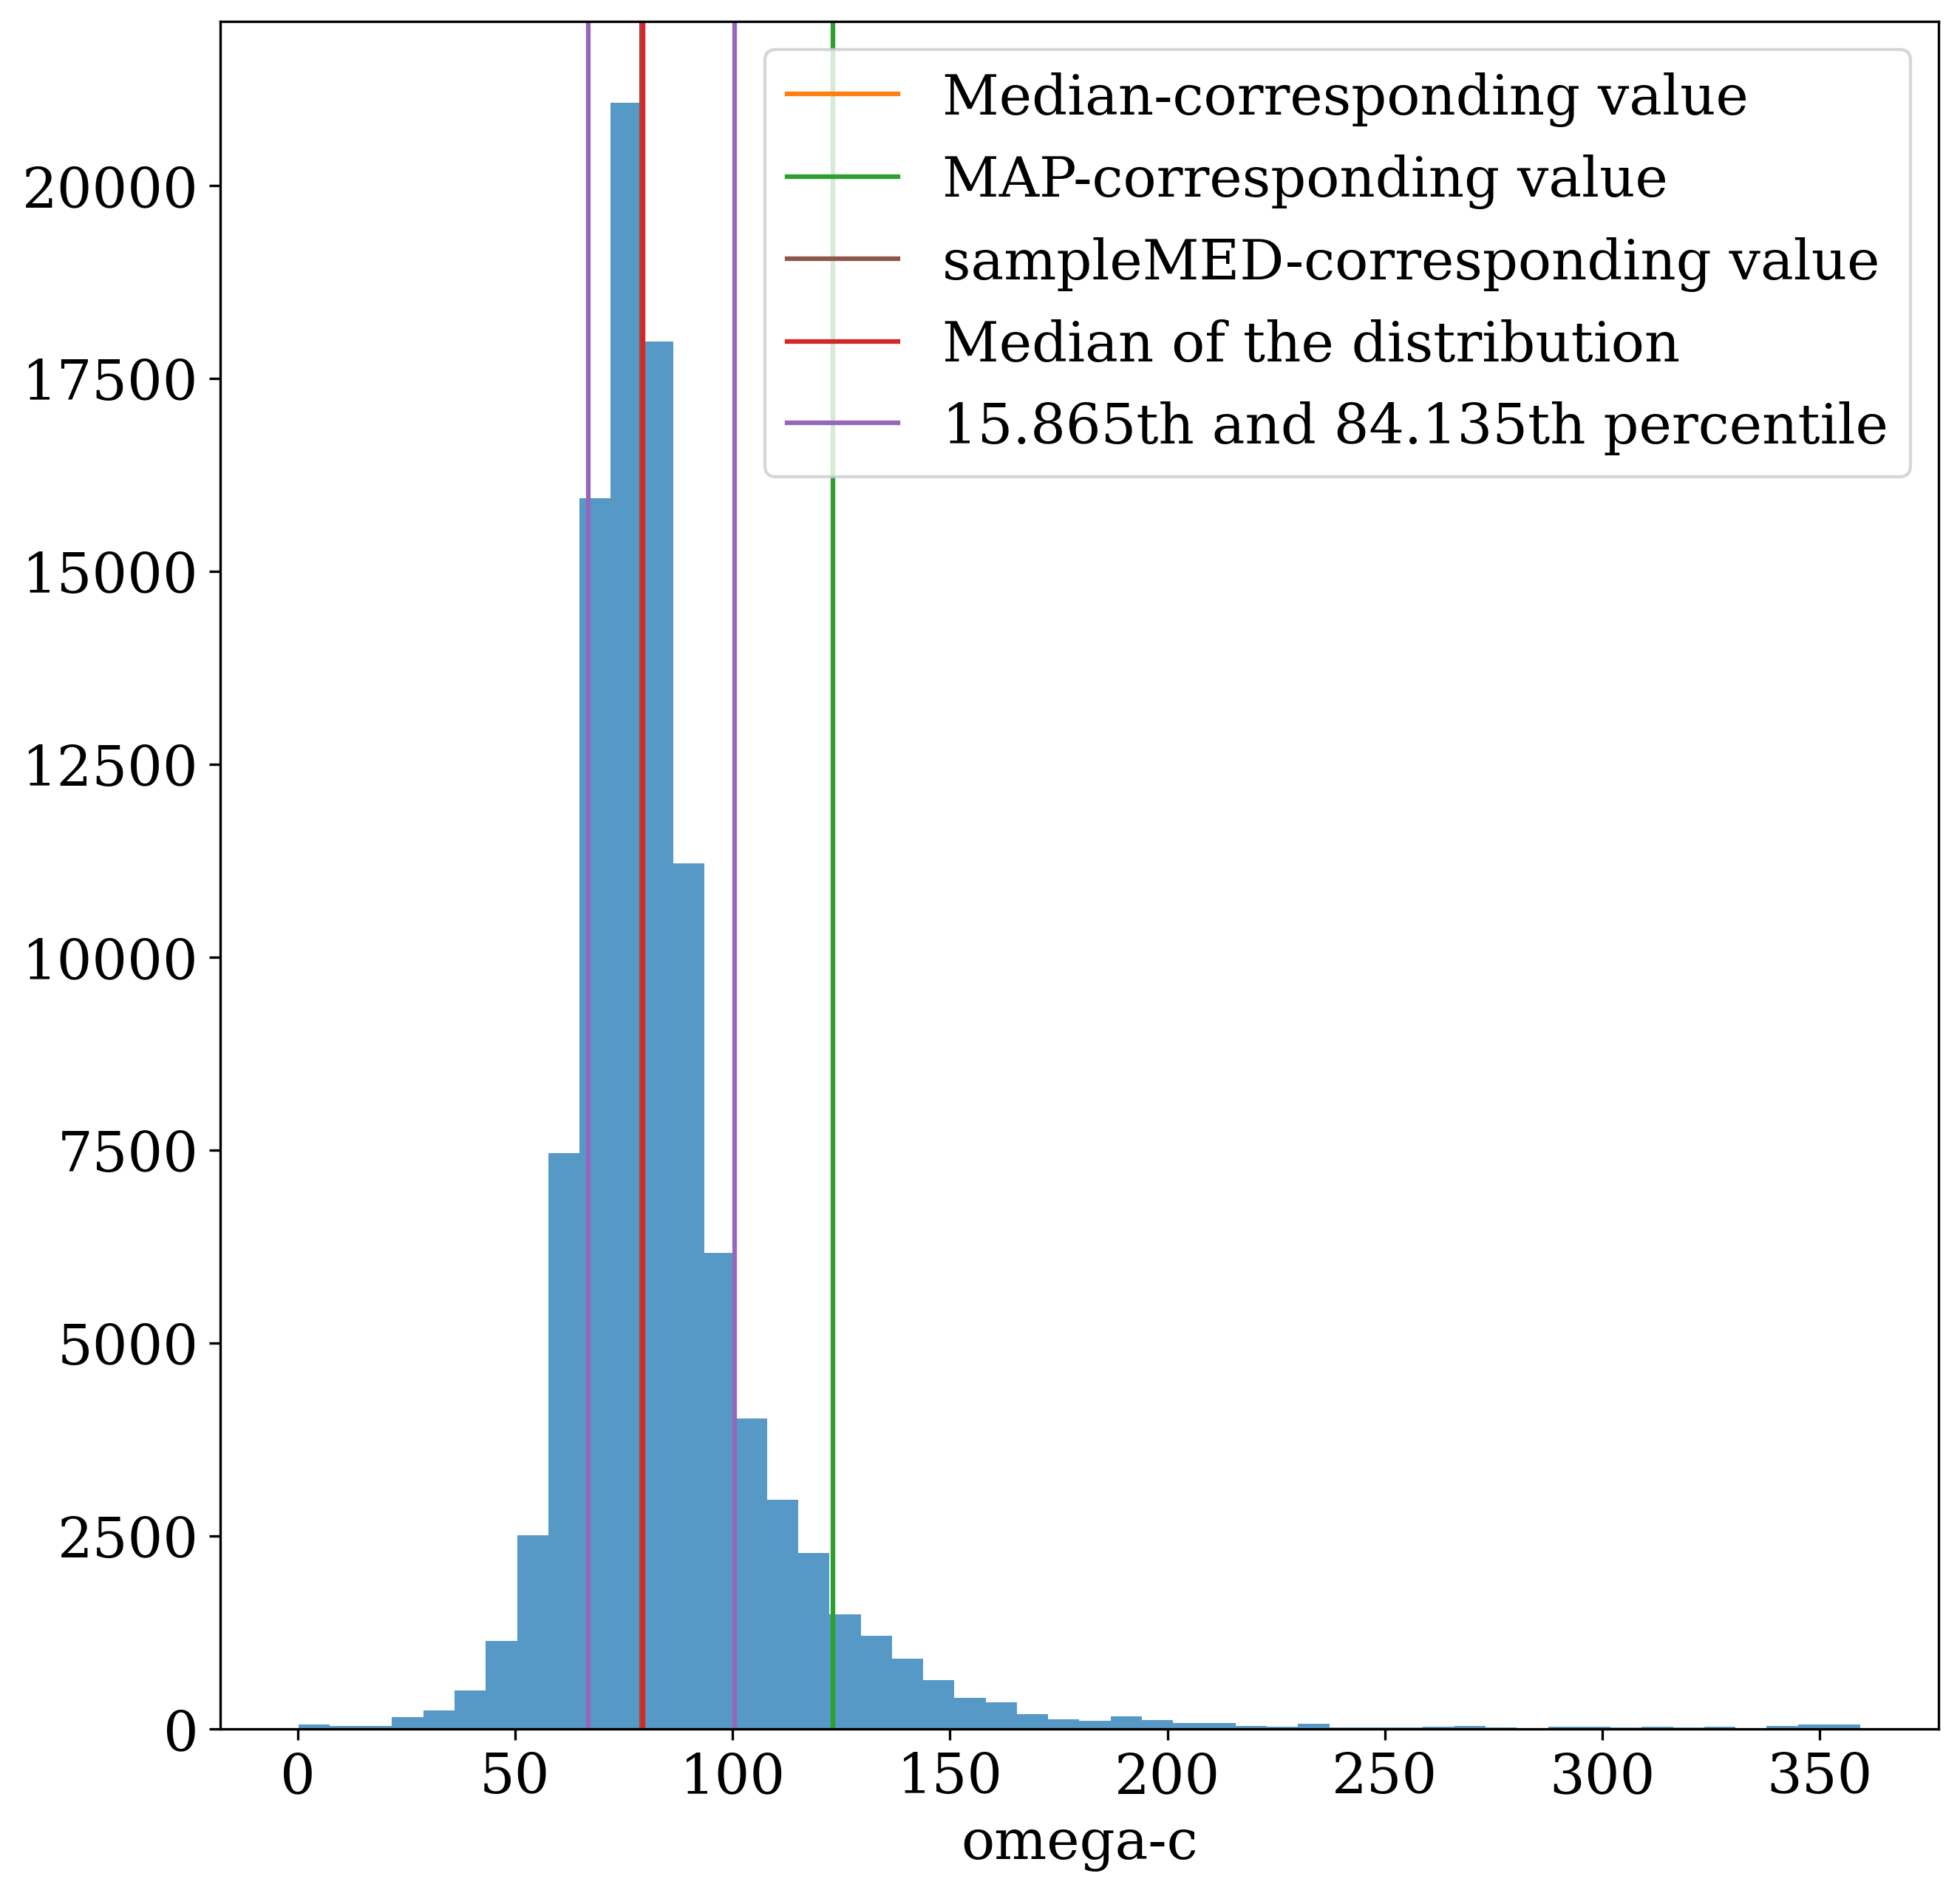 Median-corresponding value
MAP-corresponding value
sampleMED-corresponding value
Median of the distribution
15.865th and 84.135th percentile
20000
17500
15000
12500
10000
7500
5000
2500
0
0 50 100 150 200 250 300 350
omega-c